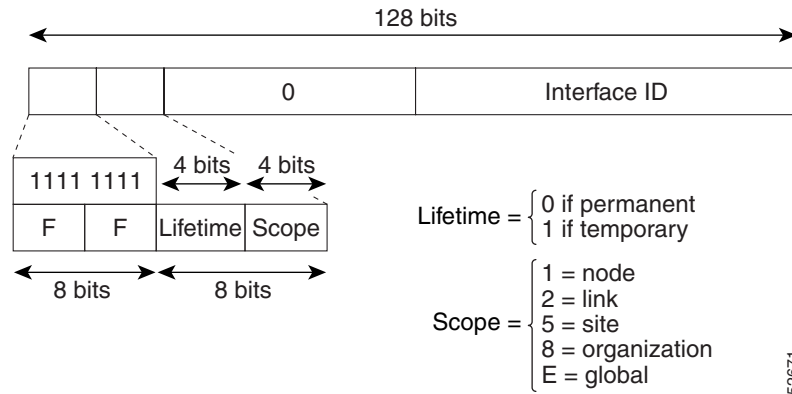 128 bits
0 Interface ID
4 bits 4 bits
1111 1111
F F Lifetime Scope
8 bits 8 bits
Lifetime = 0 if permanent
1 if temporary
Scope = 1 = node
2 = link
5 = site
8 = organization
E = global
52671